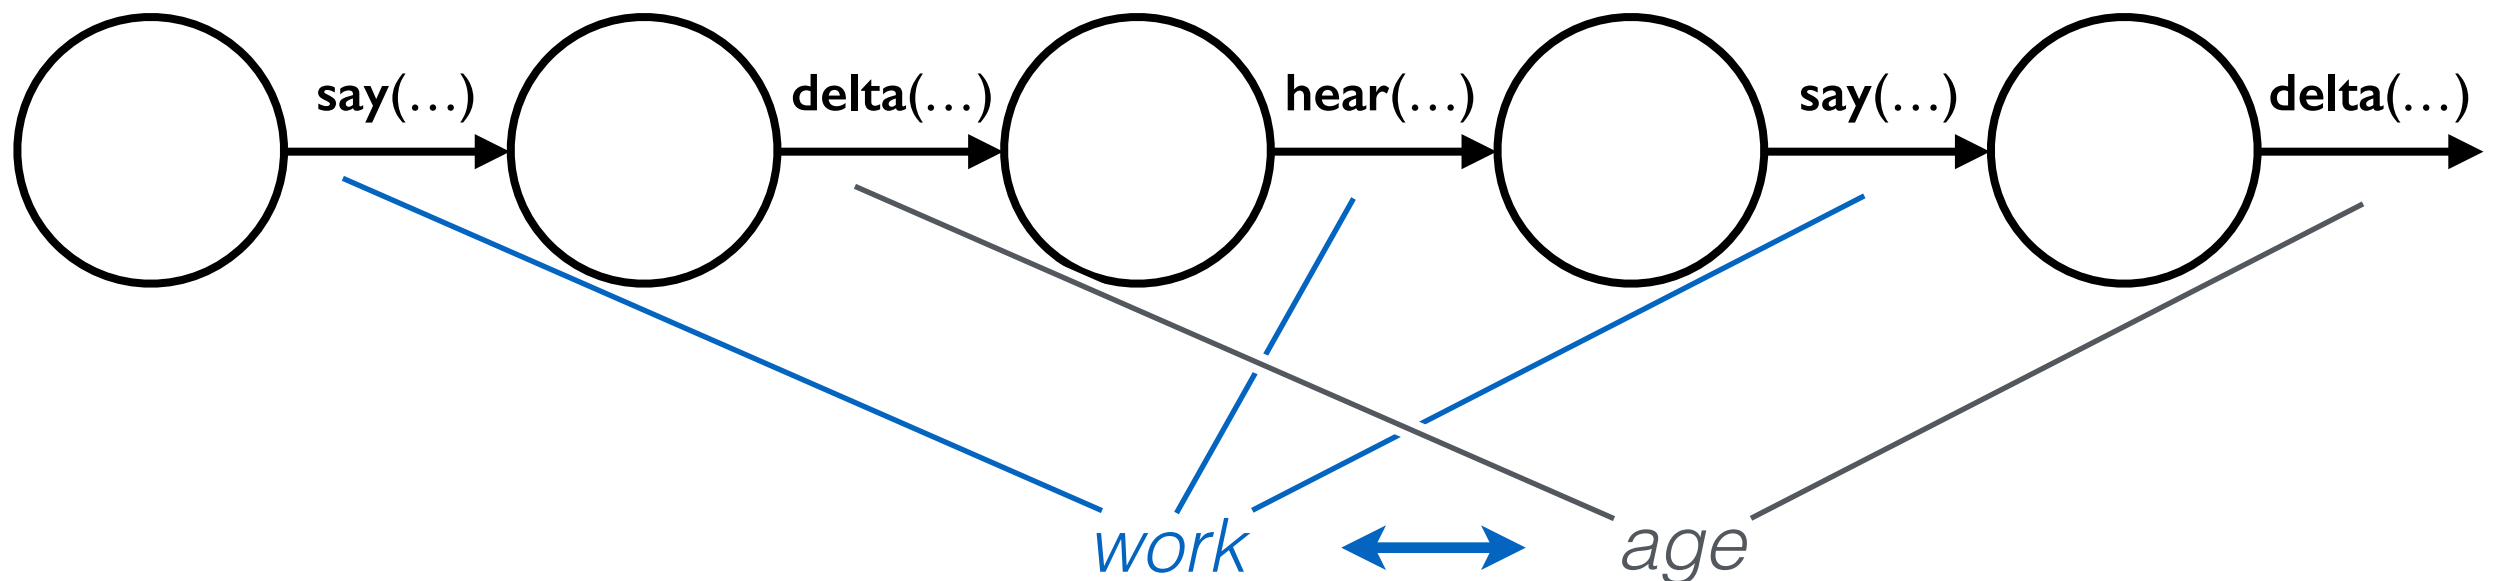 say(...) delta(...) hear(...) say(...) delta(...)
work age